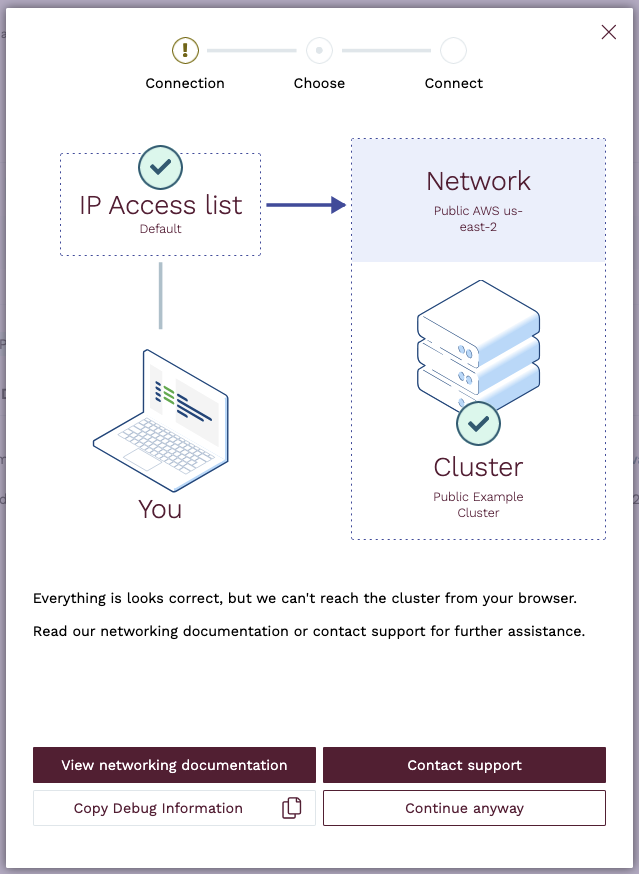 Connection
Choose
Connect
IP Access list
Default
Network
Public AWS us-
east-2
You
Cluster
Public Example
Cluster
Everything is looks correct, but we can't reach the cluster from your browser.
Read our networking documentation or contact support for further assistance.
View networking documentation
Contact support
Copy Debug Information
Continue anyway